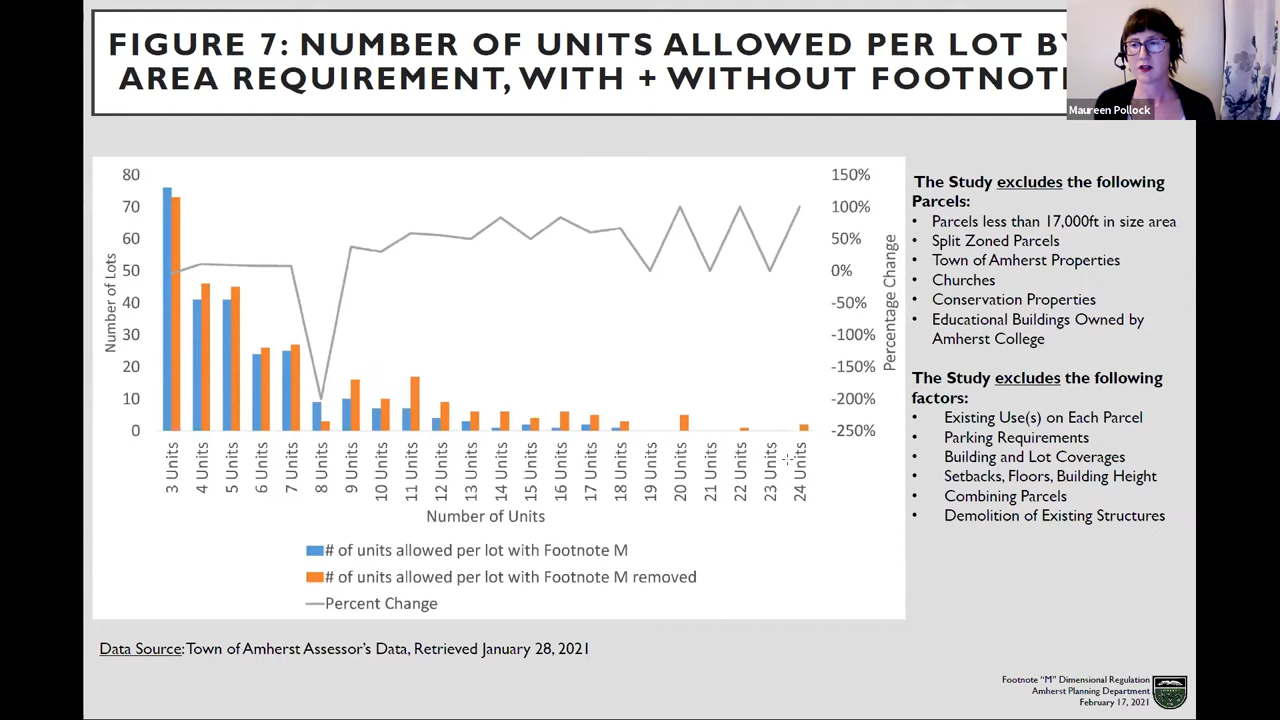 FIGURE 7: NUMBER OF UNITS ALLOWED PER LOT
AREA REQUIREMENT, WITH + WITHOUT
Maureen Pollock
80
70
60
50
40
30
20
10
0
Number of Lots
150%
100%
50%
0%
-50%
-100%
-150%
-200%
-250%
Percentage Change
3 Units
4 Units
5 Units
6 Units
7 Units
8 Units
9 Units
10 Units
11 Units
12 Units
13 Units
14 Units
15 Units
16 Units
17 Units
18 Units
19 Units
20 Units
21 Units
22 Units
23 Units
24 Units
Number of Units
# of units allowed per lot with Footnote M
# of units allowed per lot with Footnote M removed
Percent Change
The Study excludes the following
Parcels:
• Parcels less than 17,000ft in size area
• Split Zoned Parcels
• Town of Amherst Properties
• Churches
• Conservation Properties
• Educational Buildings Owned by
Amherst College
The Study excludes the following
factors:
• Existing Use(s) on Each Parcel
• Parking Requirements
• Building and Lot Coverages
• Setbacks, Floors, Building Height
• Combining Parcels
• Demolition of Existing Structures
Data Source: Town of Amherst Assessor's Data, Retrieved January 28, 2021
Footnote "M" Dimensional Regulation
Amherst Planning Department
February 17, 2021